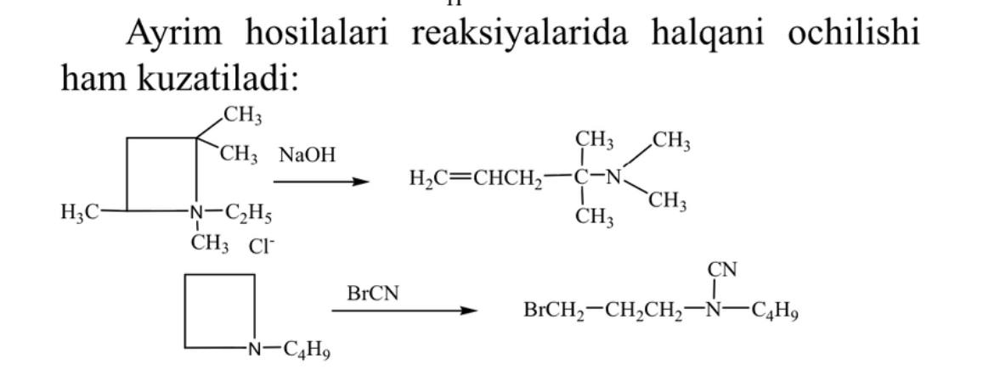 Ayrim hosilalari reaksiyalarida halqani ochilishi
ham kuzatiladi:
CH₃
CH₃
NaOH
H₃C
N−C₂H₅
CH₃ Cl⁻
CH₃ CH₃
H₂C=CHCH₂−C−N
CH₃
CH₃
BrCN
N−C₄H₉
CN
BrCH₂−CH₂CH₂−N−C₄H₉